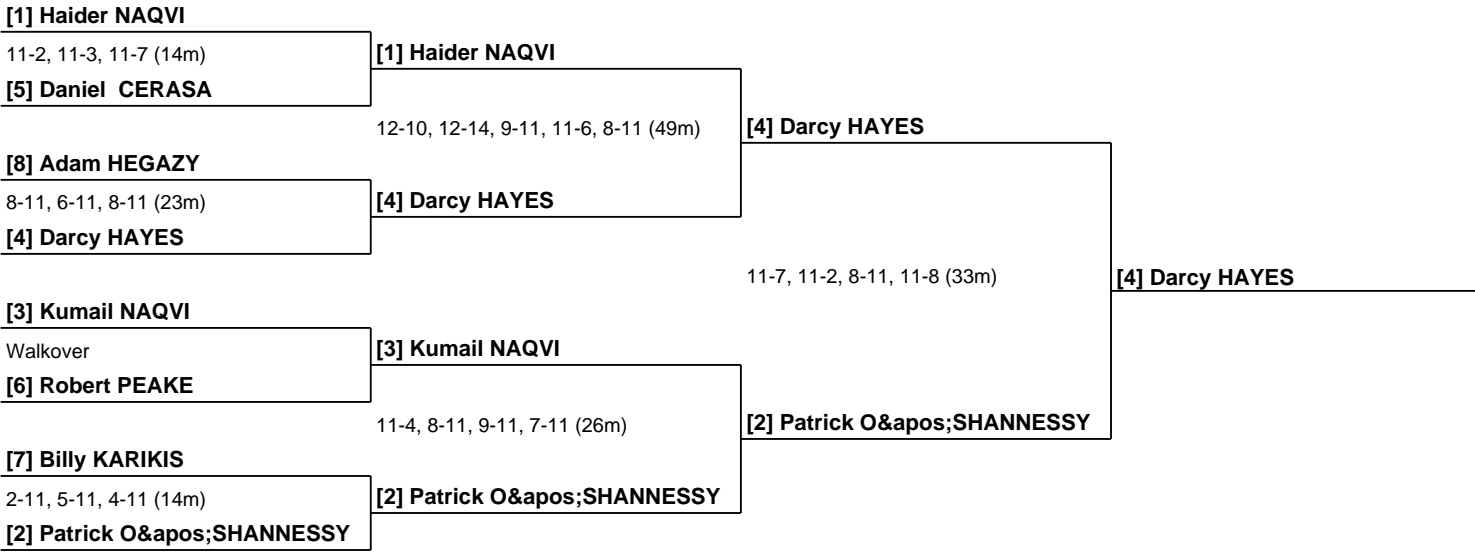 [1] Haider NAQVI
11-2, 11-3, 11-7 (14m)
[5] Daniel  CERASA
[8] Adam HEGAZY
8-11, 6-11, 8-11 (23m)
[4] Darcy HAYES
[3] Kumail NAQVI
Walkover
[6] Robert PEAKE
[7] Billy KARIKIS
2-11, 5-11, 4-11 (14m)
[2] Patrick O&apos;SHANNESSY
[1] Haider NAQVI
12-10, 12-14, 9-11, 11-6, 8-11 (49m)
[4] Darcy HAYES
[3] Kumail NAQVI
11-4, 8-11, 9-11, 7-11 (26m)
[2] Patrick O&apos;SHANNESSY
[4] Darcy HAYES
11-7, 11-2, 8-11, 11-8 (33m)
[2] Patrick O&apos;SHANNESSY
[4] Darcy HAYES